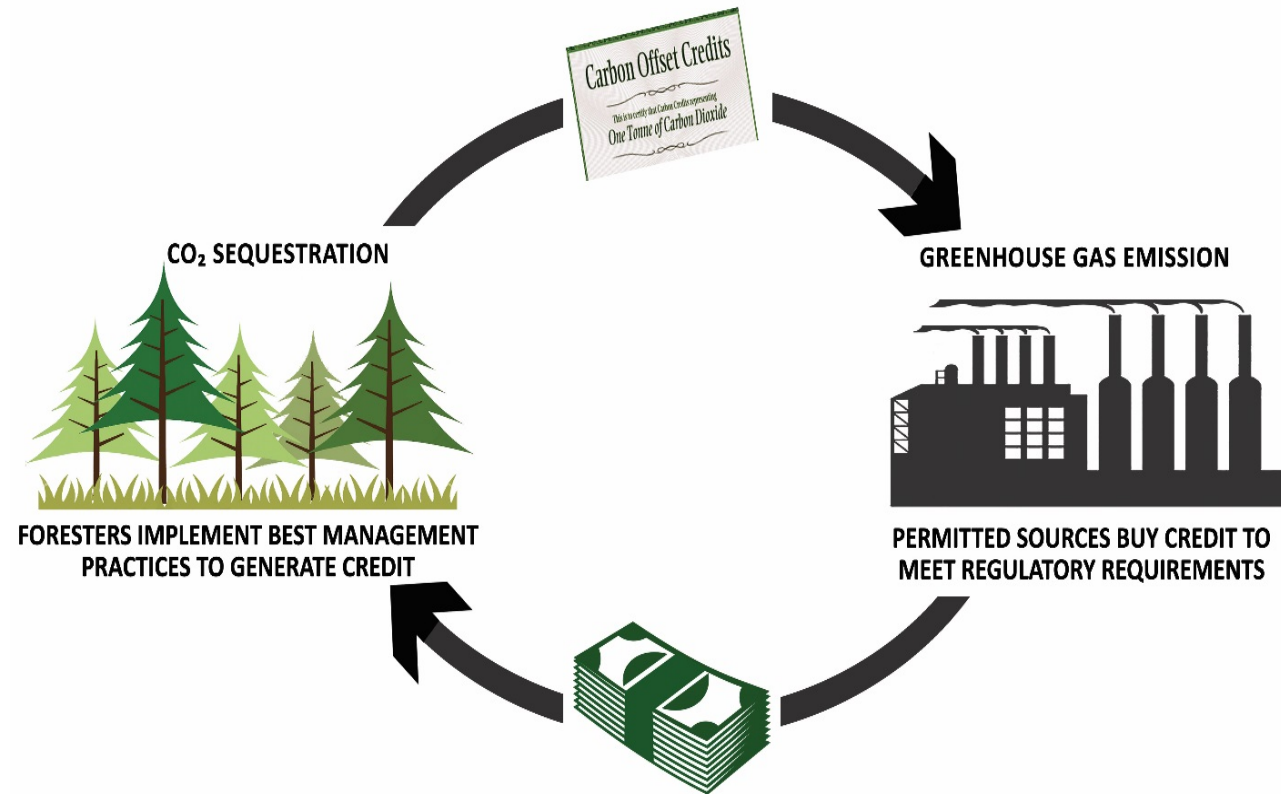 Carbon Offset Credits
This is to certify that Carbon Credits representing
One Tonne of Carbon Dioxide
CO₂ SEQUESTRATION
GREENHOUSE GAS EMISSION
FORESTERS IMPLEMENT BEST MANAGEMENT
PRACTICES TO GENERATE CREDIT
PERMITTED SOURCES BUY CREDIT TO
MEET REGULATORY REQUIREMENTS